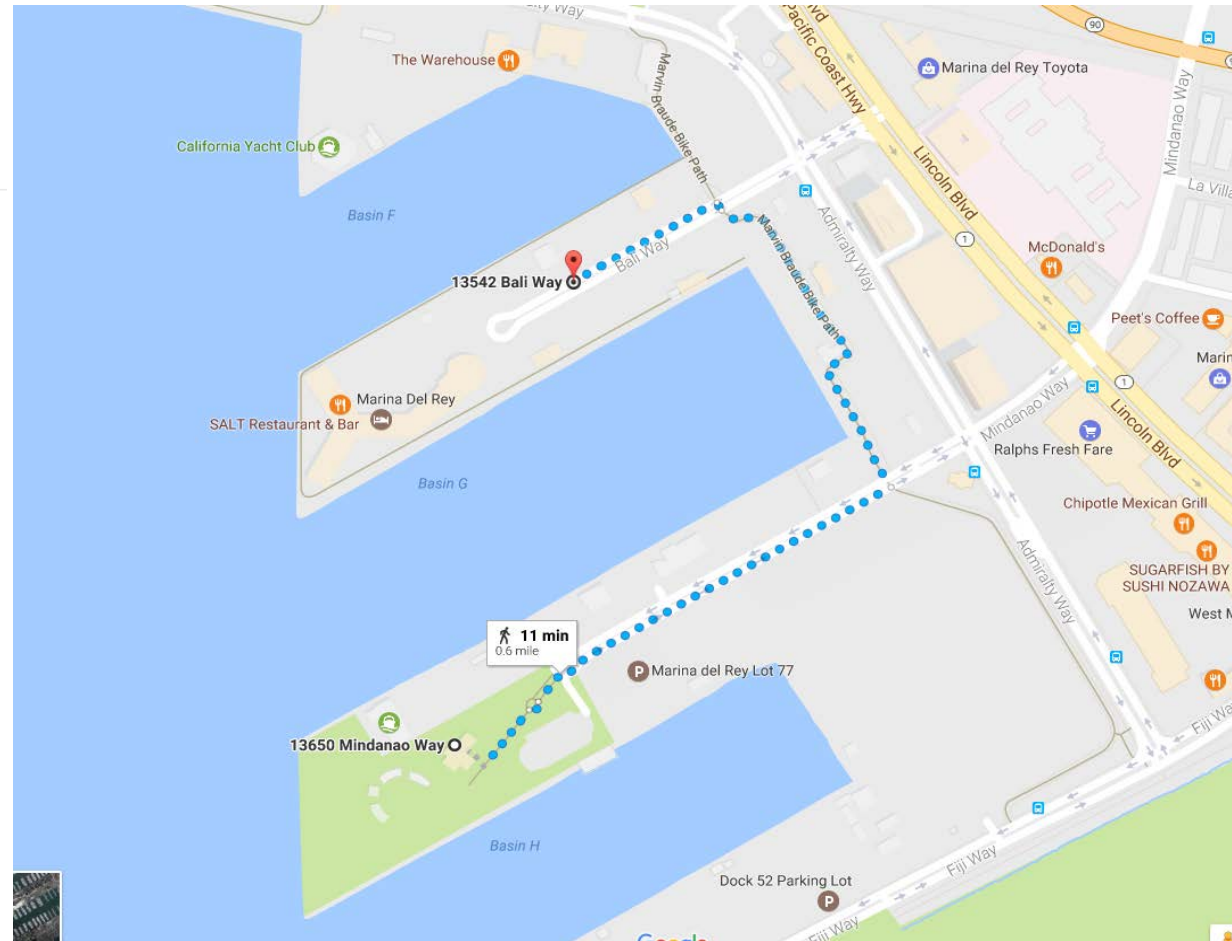 alty Way
Blvd
Pacific Coast Hwy
90
The Warehouse
Marvin Braude Bike Path
Marina del Rey Toyota
Mindanao Way
California Yacht Club
La Villa
Lincoln Blvd
Basin F
Admiralty Way
1
McDonald's
Marvin Braude Bike Path
Bali Way
13542 Bali Way
Peet's Coffee
Marin
1
Marina Del Rey
SALT Restaurant & Bar
Mindanao Way
Lincoln Blvd
Ralphs Fresh Fare
Basin G
Chipotle Mexican Grill
Admiralty Way
SUGARFISH BY
SUSHI NOZAWA
West M
11 min
0.6 mile
P
Marina del Rey Lot 77
Fiji Wa
13650 Mindanao Way
Basin H
Fiji Way
Dock 52 Parking Lot
P
Fiji Way
Google